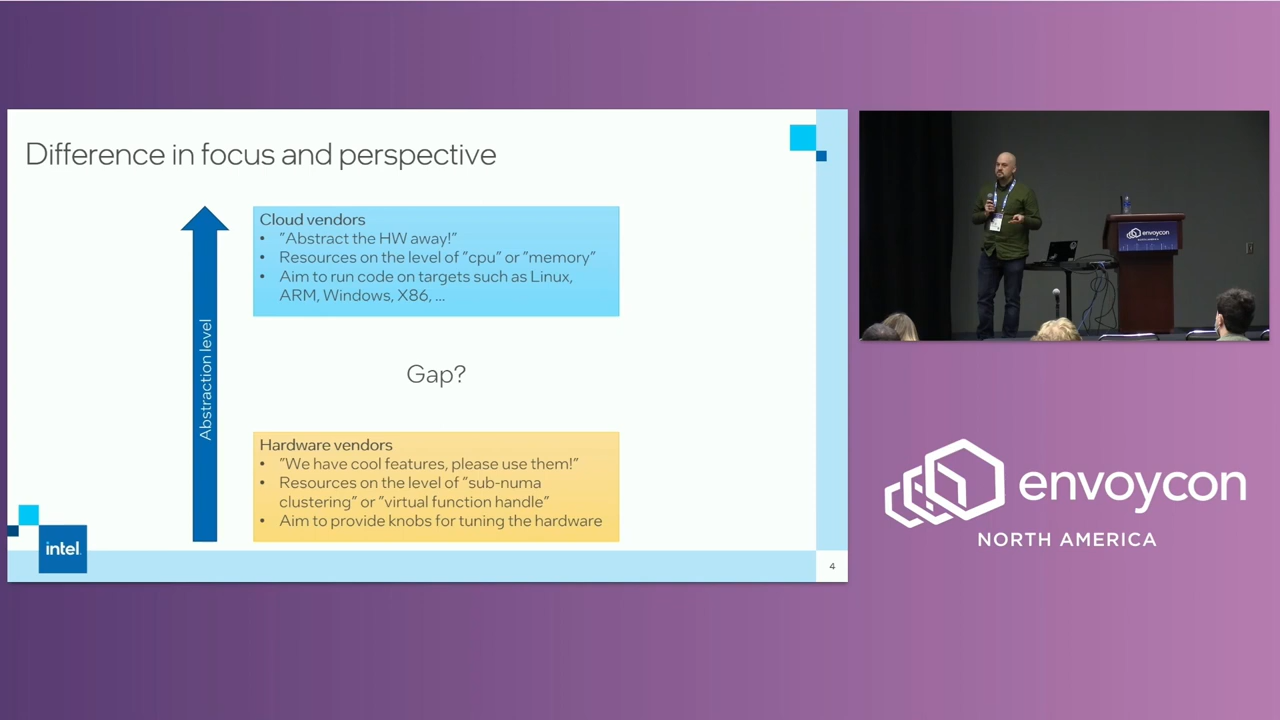 Difference in focus and perspective
Abstraction level
Cloud vendors
• ”Abstract the HW away!”
• Resources on the level of ”cpu” or ”memory”
• Aim to run code on targets such as Linux,
ARM, Windows, X86, …
Gap?
Hardware vendors
• ”We have cool features, please use them!”
• Resources on the level of ”sub-numa
clustering” or ”virtual function handle”
• Aim to provide knobs for tuning the hardware
intel.
4
envoycon
envoycon
NORTH AMERICA